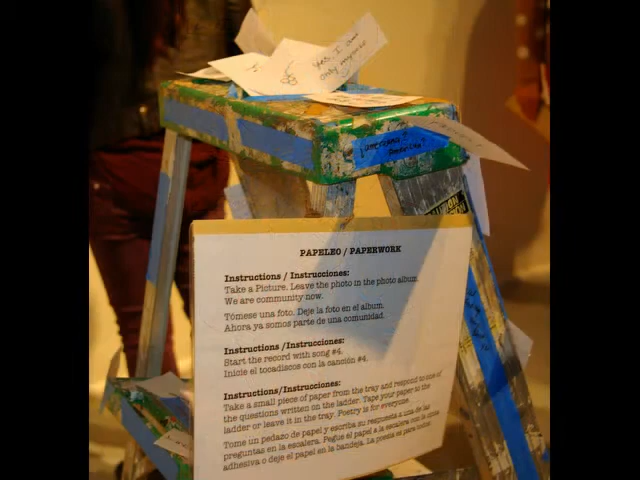 yes, I am
only myself
¿americana?
PAPELEO / PAPERWORK
Instructions / Instrucciones:
Take a Picture. Leave the photo in the photo album.
We are community now.
Tómese una foto. Deje la foto en el album.
Ahora ya somos parte de una comunidad.
Instructions /Instrucciones:
Start the record with song #4.
Inicie el tocadiscos con la canción #4.
Instructions/Instrucciones:
Take a small piece of paper from the tray and respond to one of
the questions written on the ladder. Tape your paper to the
ladder or leave it in the tray. Poetry is for everyone.
Tome un pedazo de papel y escriba su respuesta a una de las
preguntas en la escalera. Pegue el papel a la escalera con la cinta
adhesiva o deje el papel en la bandeja. La poesía es para todos.